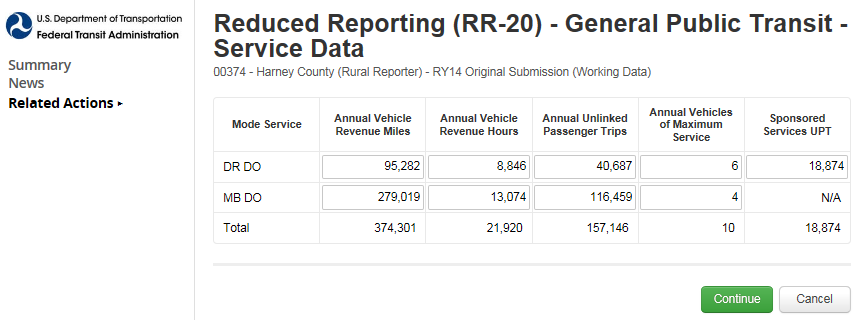 U.S. Department of Transportation
Federal Transit Administration
Summary
News
Related Actions ▸
Reduced Reporting (RR-20) - General Public Transit -
Service Data
00374 - Harney County (Rural Reporter) - RY14 Original Submission (Working Data)
Mode Service Annual Vehicle Revenue Miles Annual Vehicle Revenue Hours Annual Unlinked Passenger Trips Annual Vehicles of Maximum Service Sponsored Services UPT
DR DO 95,282 8,846 40,687 6 18,874
MB DO 279,019 13,074 116,459 4 N/A
Total 374,301 21,920 157,146 10 18,874
Continue Cancel